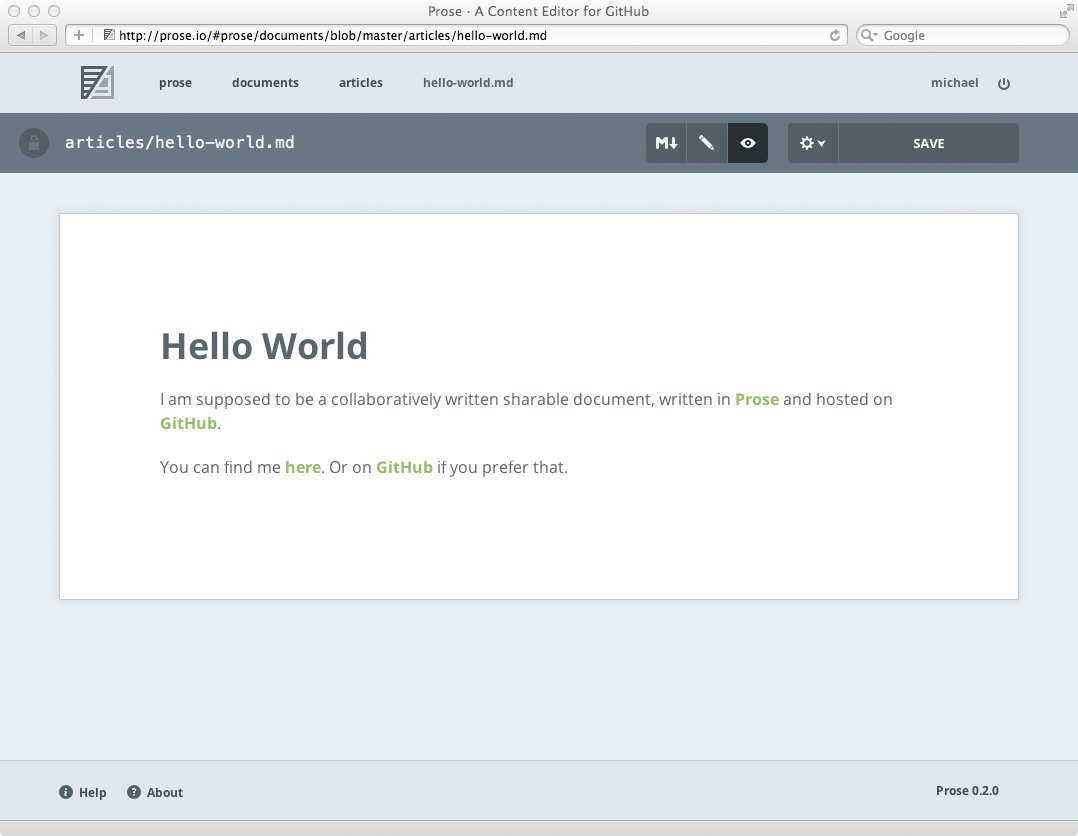 Prose · A Content Editor for GitHub
http://prose.io/#prose/documents/blob/master/articles/hello-world.md
Google
prose documents articles hello-world.md michael
articles/hello-world.md
M SAVE
Hello World
I am supposed to be a collaboratively written sharable document, written in Prose and hosted on
GitHub.
You can find me here. Or on GitHub if you prefer that.
i Help ? About Prose 0.2.0